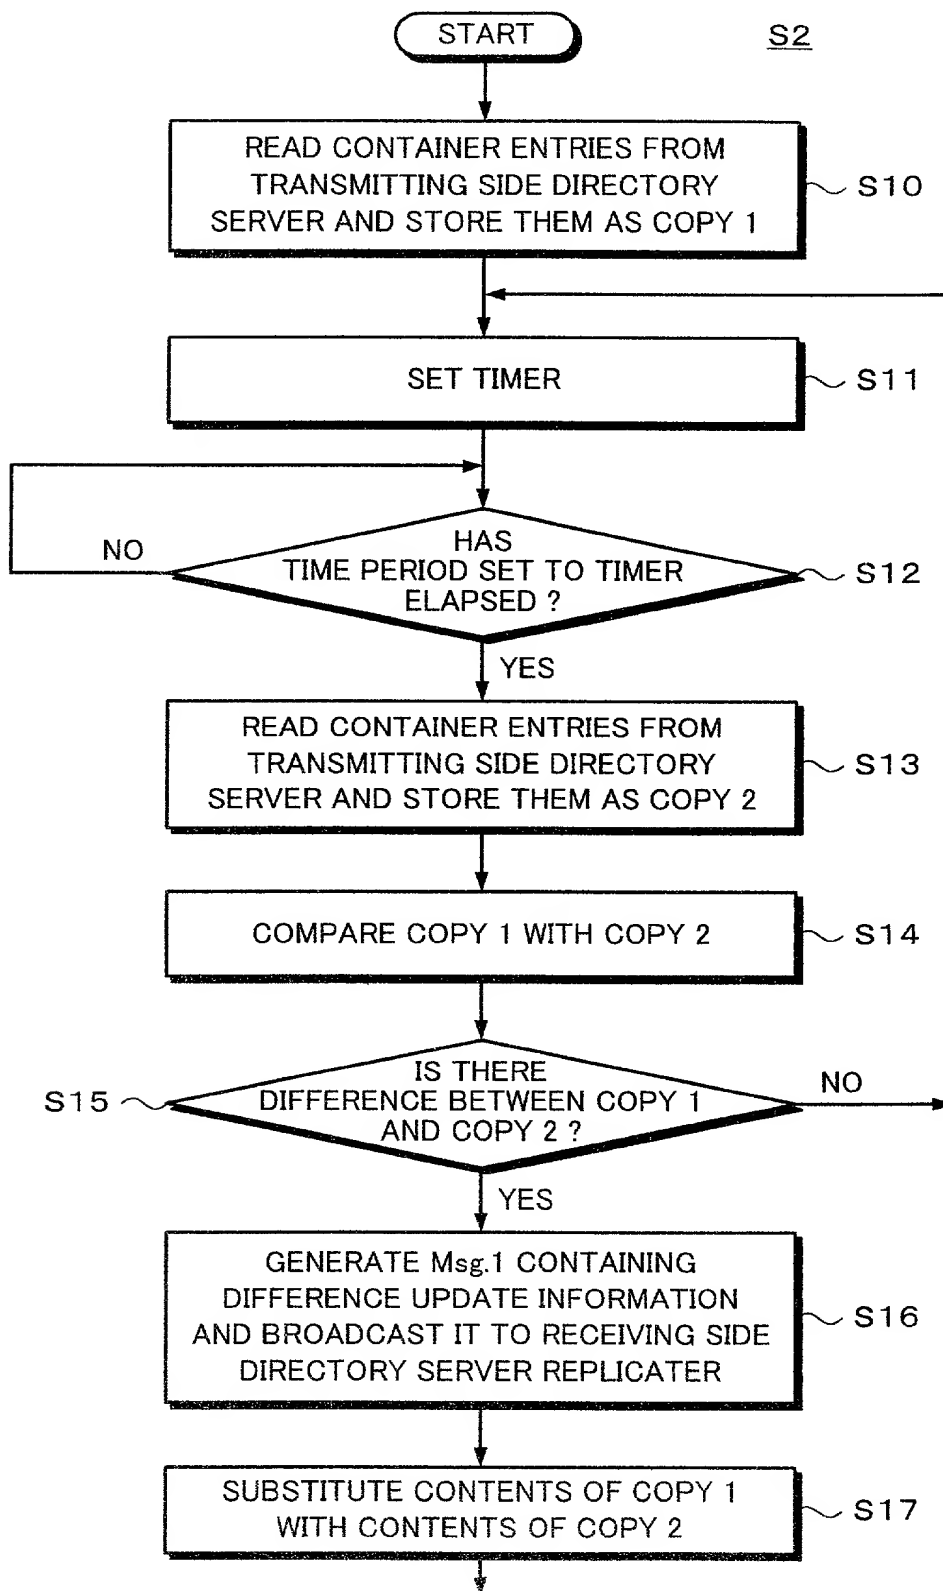 START
S2
READ CONTAINER ENTRIES FROM
TRANSMITTING SIDE DIRECTORY
SERVER AND STORE THEM AS COPY 1
S10
SET TIMER
S11
NO
HAS
TIME PERIOD SET TO TIMER
ELAPSED ?
S12
YES
READ CONTAINER ENTRIES FROM
TRANSMITTING SIDE DIRECTORY
SERVER AND STORE THEM AS COPY 2
S13
COMPARE COPY 1 WITH COPY 2
S14
S15
IS THERE
DIFFERENCE BETWEEN COPY 1
AND COPY 2 ?
NO
YES
GENERATE Msg.1 CONTAINING
DIFFERENCE UPDATE INFORMATION
AND BROADCAST IT TO RECEIVING SIDE
DIRECTORY SERVER REPLICATER
S16
SUBSTITUTE CONTENTS OF COPY 1
WITH CONTENTS OF COPY 2
S17